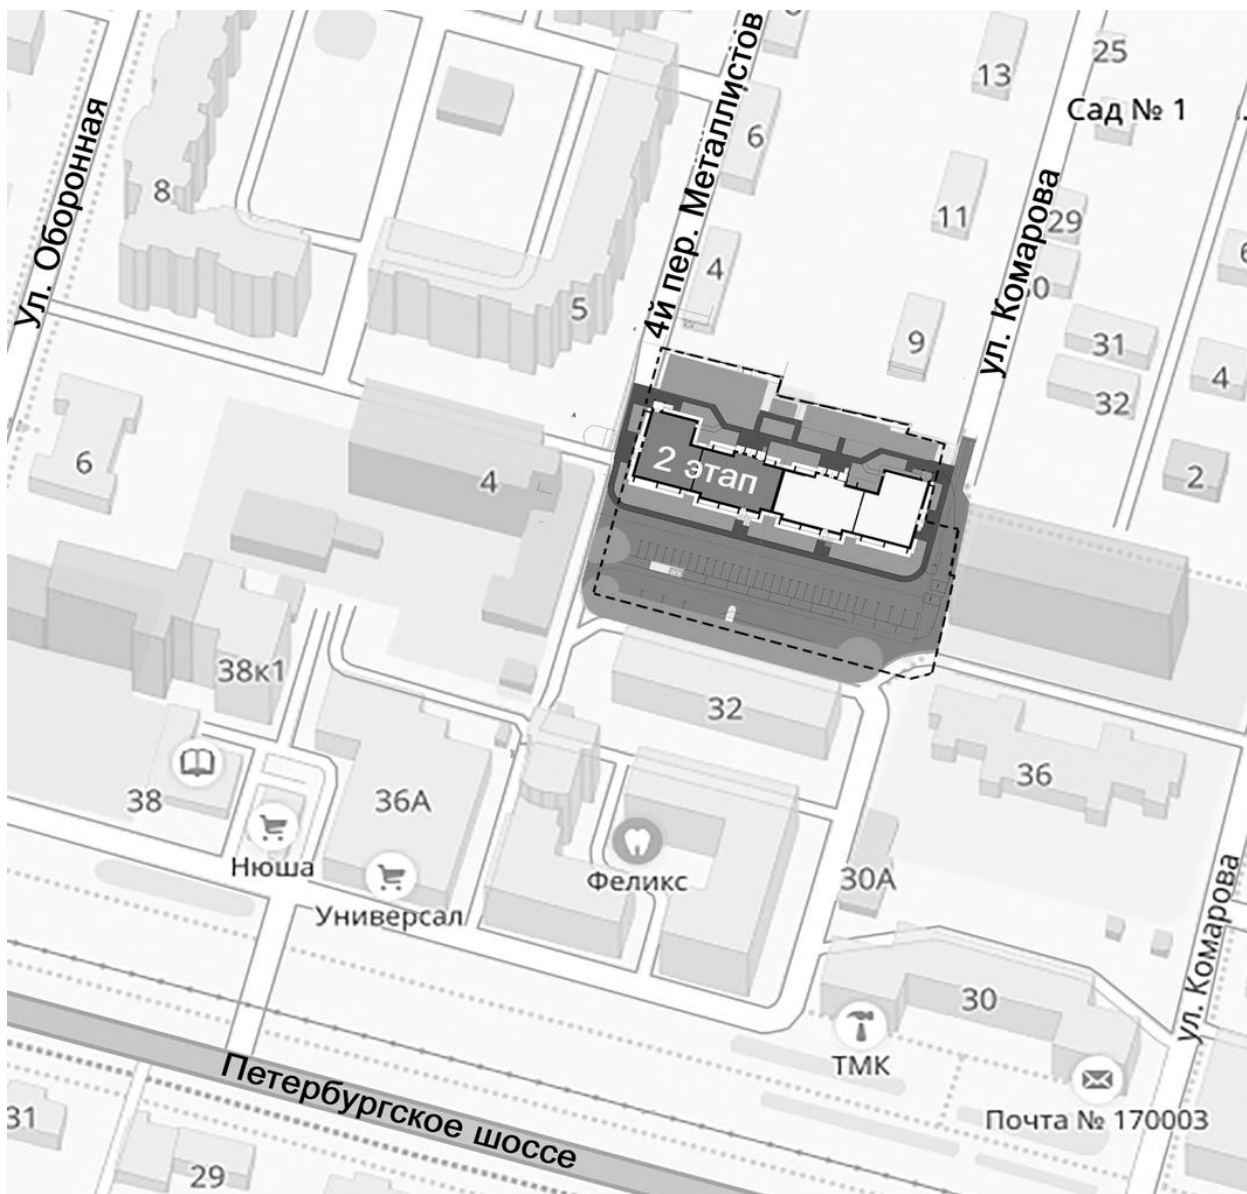 25
13
Сад № 1
4й пер. Металлистов
6
Ул. Оборонная
8
11
29
ул. Комарова
4
5
9
31
4
32
6
2 этап
4
2
38к1
32
36
38
36А
Нюша
Феликс
30А
Универсал
ул. Комарова
30
ТМК
Петербургское шоссе
Почта № 170003
31
29